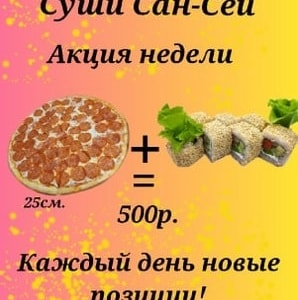 Суши Сан-Сей
Акция недели
+
=
25см.
500р.
Каждый день новые
позиции!